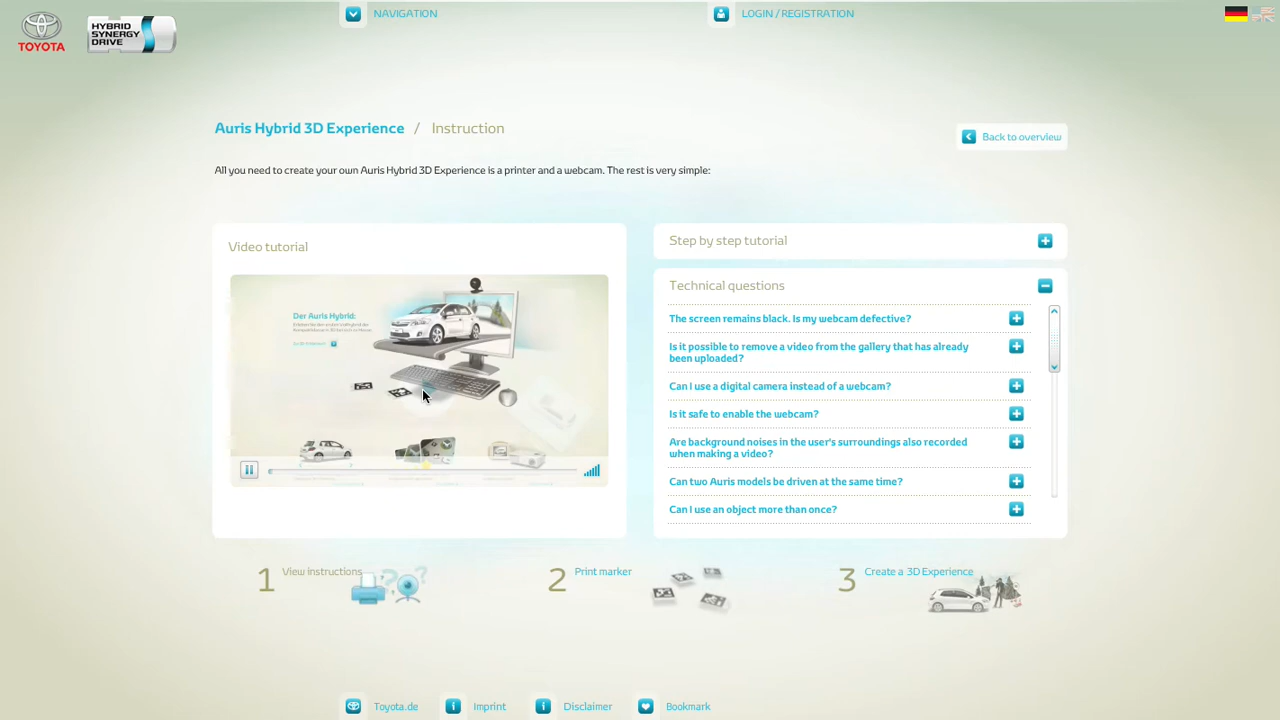 NAVIGATION
LOGIN / REGISTRATION
TOYOTA
HYBRID
SYNERGY
DRIVE
Auris Hybrid 3D Experience / Instruction
Back to overview
All you need to create your own Auris Hybrid 3D Experience is a printer and a webcam. The rest is very simple:
Video tutorial
Der Auris Hybrid:
Step by step tutorial
Technical questions
The screen remains black. Is my webcam defective?
Is it possible to remove a video from the gallery that has already
been uploaded?
Can I use a digital camera instead of a webcam?
Is it safe to enable the webcam?
Are background noises in the user's surroundings also recorded
when making a video?
Can two Auris models be driven at the same time?
Can I use an object more than once?
1 View instructions
2 Print marker
3 Create a 3D Experience
Toyota.de
Imprint
Disclaimer
Bookmark